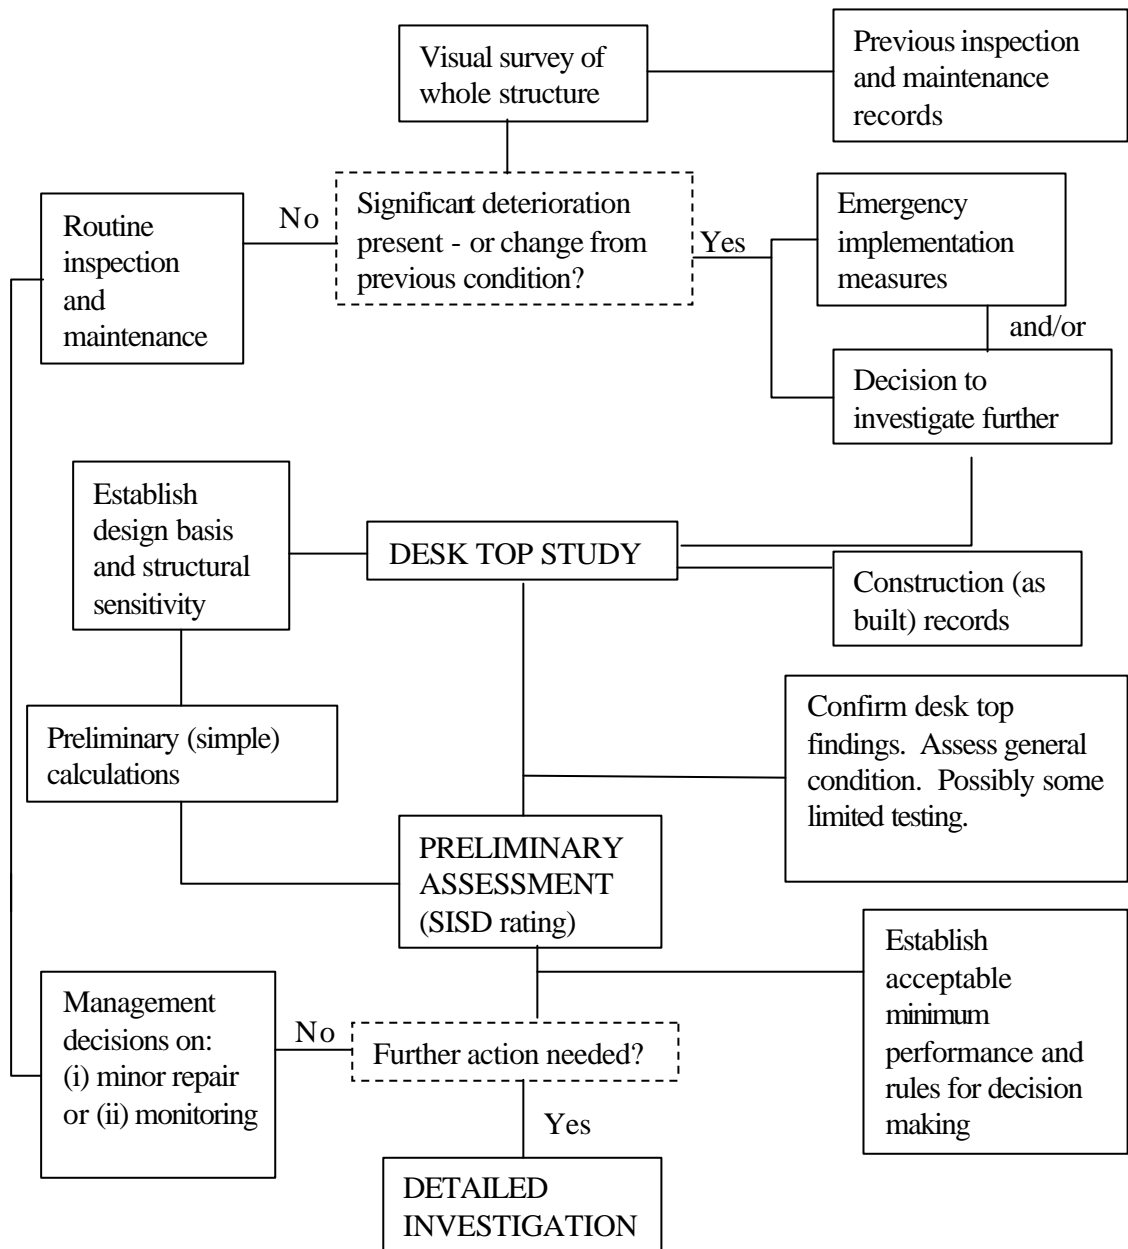 Visual survey of
whole structure
Previous inspection
and maintenance
records
Routine
inspection
and
maintenance
No
Significant deterioration
present - or change from
previous condition?
Yes
Emergency
implementation
measures
and/or
Decision to
investigate further
Establish
design basis
and structural
sensitivity
DESK TOP STUDY
Construction (as
built) records
Preliminary (simple)
calculations
Confirm desk top
findings.  Assess general
condition.  Possibly some
limited testing.
PRELIMINARY
ASSESSMENT
(SISD rating)
Establish
acceptable
minimum
performance and
rules for decision
making
Management
decisions on:
(i) minor repair
or (ii) monitoring
No
Further action needed?
Yes
DETAILED
INVESTIGATION